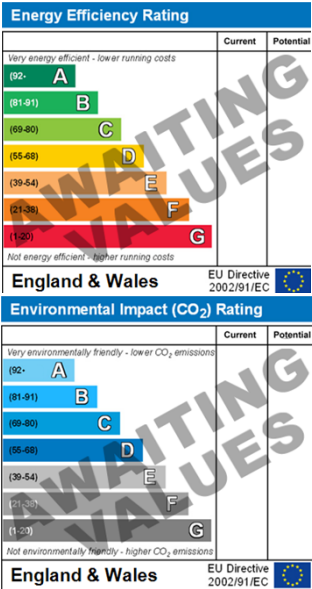 Energy Efficiency Rating
Current Potential
Very energy efficient - lower running costs
(92- A
(81-91) B
(69-80) C
(55-68) D
(39-54) E
(21-38) F
(1-20) G
Not energy efficient - higher running costs
AWAITING
VALUES
England & Wales
EU Directive
2002/91/EC
Environmental Impact (CO₂) Rating
Current Potential
Very environmentally friendly - lower CO₂ emissions
(92- A
(81-91) B
(69-80) C
(55-68) D
(39-54) E
(21-38) F
(1-20) G
Not environmentally friendly - higher CO₂ emissions
AWAITING
VALUES
England & Wales
EU Directive
2002/91/EC